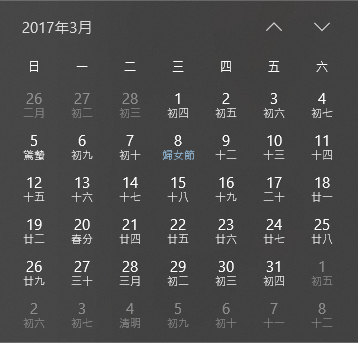 2017年3月
日 一 二 三 四 五 六
26 27 28 1 2 3 4
二月 初二 初三 初四 初五 初六 初七
5 6 7 8 9 10 11
驚蟄 初九 初十 婦女節 十二 十三 十四
12 13 14 15 16 17 18
十五 十六 十七 十八 十九 二十 廿一
19 20 21 22 23 24 25
廿二 春分 廿四 廿五 廿六 廿七 廿八
26 27 28 29 30 31 1
廿九 三十 三月 初二 初三 初四 初五
2 3 4 5 6 7 8
初六 初七 清明 初九 初十 十一 十二